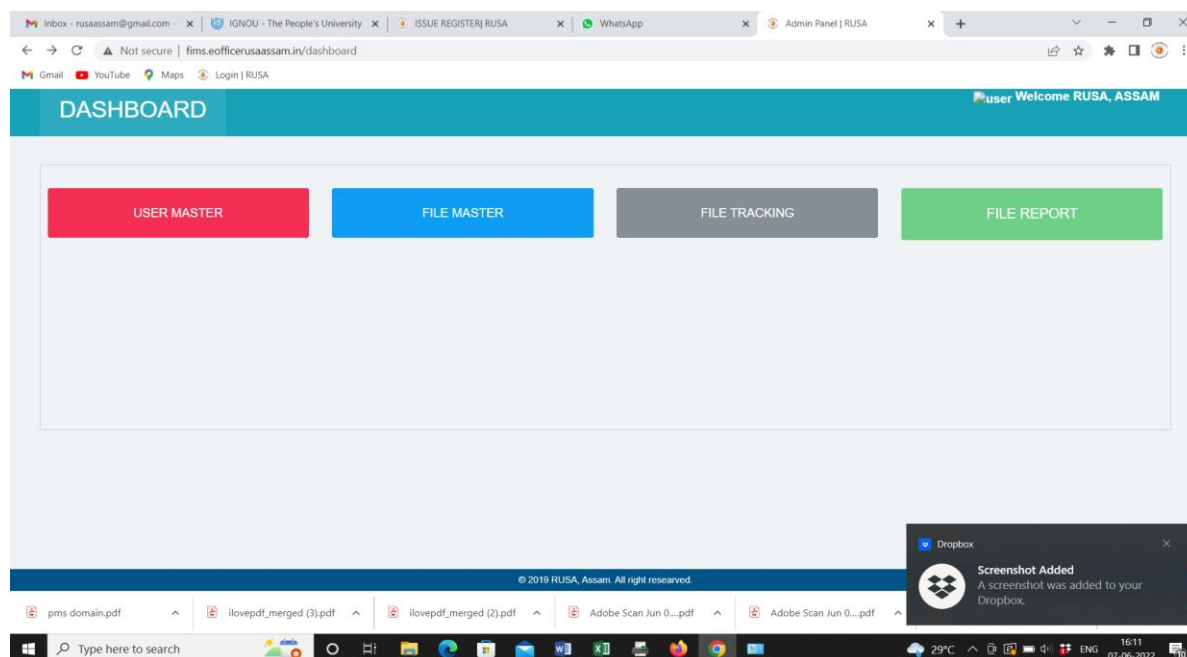 Inbox - rusaassam@gmail.com -
IGNOU - The People's University
ISSUE REGISTER| RUSA
WhatsApp
Admin Panel | RUSA
Not secure | fims.eofficerusaassam.in/dashboard
Gmail YouTube Maps Login | RUSA
DASHBOARD
user Welcome RUSA, ASSAM
USER MASTER
FILE MASTER
FILE TRACKING
FILE REPORT
Dropbox
Screenshot Added
A screenshot was added to your
Dropbox.
© 2019 RUSA, Assam. All right researved.
pms domain.pdf
ilovepdf_merged (3).pdf
ilovepdf_merged (2).pdf
Adobe Scan Jun 0....pdf
Adobe Scan Jun 0....pdf
Type here to search
29°C
ENG
16:11
07-06-2022